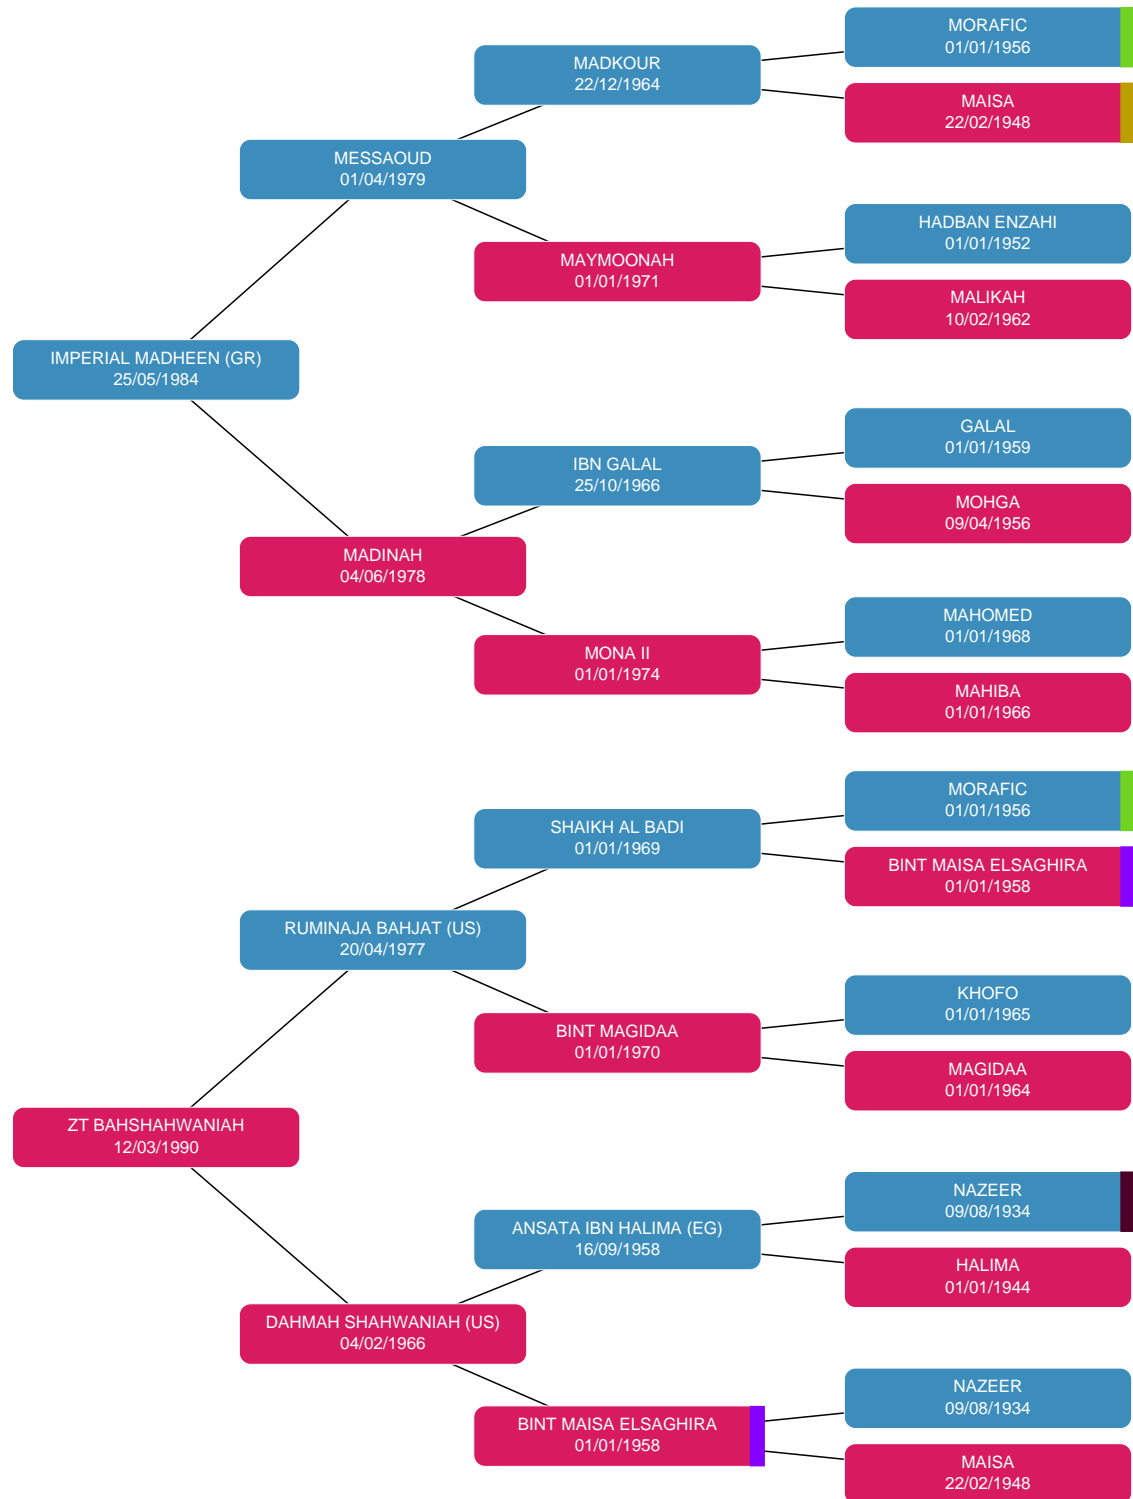 MORAFIC
01/01/1956
MADKOUR
22/12/1964
MAISA
22/02/1948
MESSAOUD
01/04/1979
HADBAN ENZAHI
01/01/1952
MAYMOONAH
01/01/1971
MALIKAH
10/02/1962
IMPERIAL MADHEEN (GR)
25/05/1984
GALAL
01/01/1959
IBN GALAL
25/10/1966
MOHGA
09/04/1956
MADINAH
04/06/1978
MAHOMED
01/01/1968
MONA II
01/01/1974
MAHIBA
01/01/1966
MORAFIC
01/01/1956
SHAIKH AL BADI
01/01/1969
BINT MAISA ELSAGHIRA
01/01/1958
RUMINAJA BAHJAT (US)
20/04/1977
KHOFO
01/01/1965
BINT MAGIDAA
01/01/1970
MAGIDAA
01/01/1964
ZT BAHSHAHWANIAH
12/03/1990
NAZEER
09/08/1934
ANSATA IBN HALIMA (EG)
16/09/1958
HALIMA
01/01/1944
DAHMAH SHAHWANIAH (US)
04/02/1966
NAZEER
09/08/1934
BINT MAISA ELSAGHIRA
01/01/1958
MAISA
22/02/1948